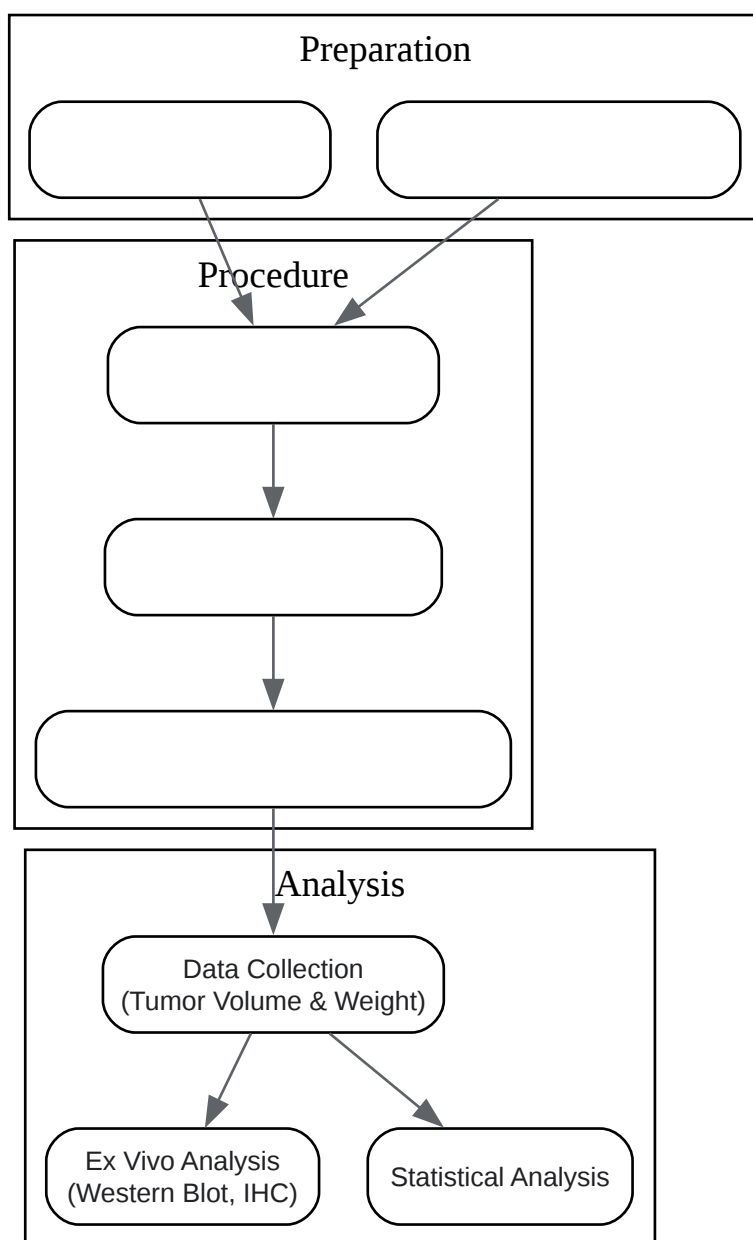 Preparation
Procedure
Analysis
Data Collection
(Tumor Volume & Weight)
Ex Vivo Analysis
(Western Blot, IHC)
Statistical Analysis